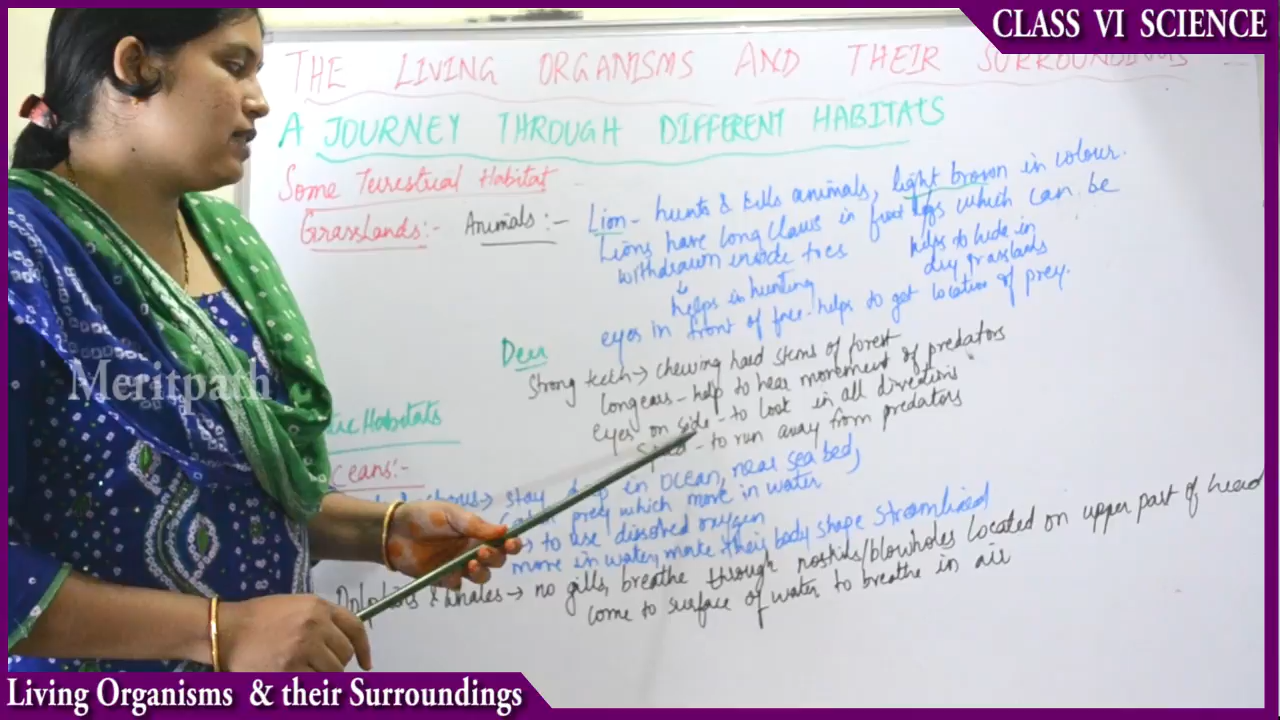 CLASS VI SCIENCE
THE LIVING ORGANISMS AND THEIR SURROUNDINGS
A JOURNEY THROUGH DIFFERENT HABITATS
Some Terrestrial Habitat
Grasslands:- Animals:- Lion - hunts & kills animals, light brown in colour.
Lions have long claws in front legs which can be
withdrawn inside toes
helps to hide in
dry grasslands
helps in hunting
eyes in front of face - helps to get location of prey.
Deer
Strong teeth → chewing hard stems of forest
long ears - help to hear movement of predators
eyes on side - to look in all directions
Speed - to run away from predators
Meritpath
Habitats
ceans:-
→ stay deep in OCEAN, near sea bed,
prey which move in water
→ to use dissolved oxygen
move in water, make their body shape streamlined
Dolphins & whales → no gills, breathe through nostrils/blowholes located on upper part of head
come to surface of water to breathe in air
Living Organisms & their Surroundings